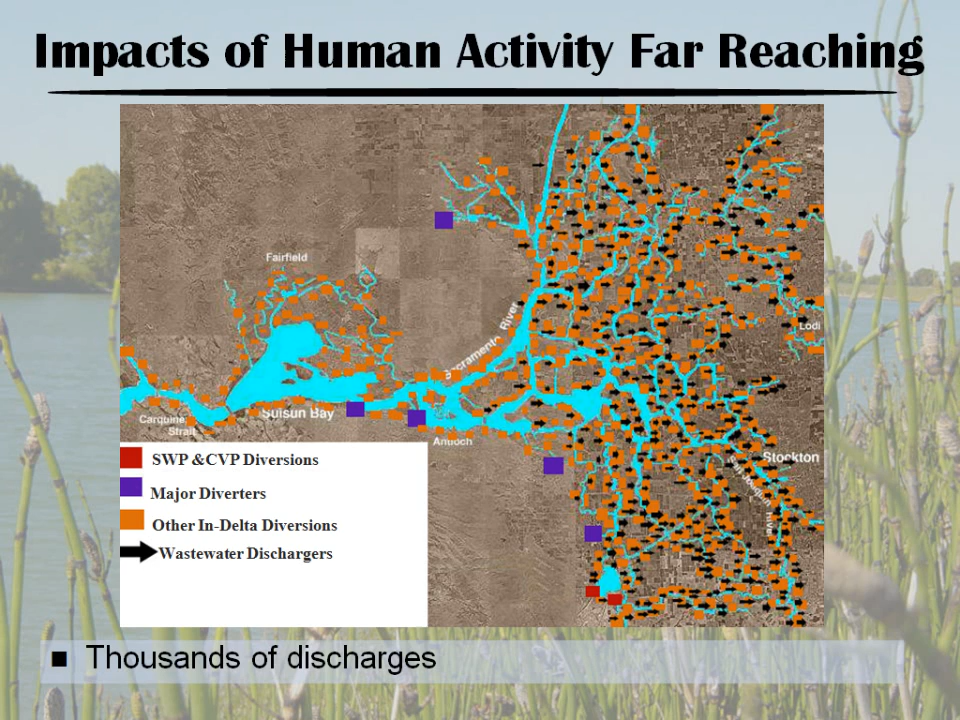 Impacts of Human Activity Far Reaching
Fairfield
Sacramento River
Lodi
Suisun Bay
Carquinez
Strait
Antioch
Stockton
San Joaquin River
SWP &CVP Diversions
Major Diverters
Other In-Delta Diversions
Wastewater Dischargers
■ Thousands of discharges